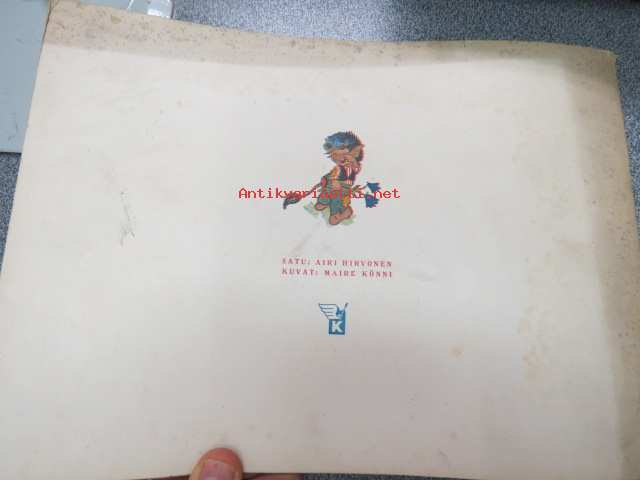 Antikvariaatti.net
SATU: AIRI HIRVONEN
KUVAT: MAIRE KÖNNI
K